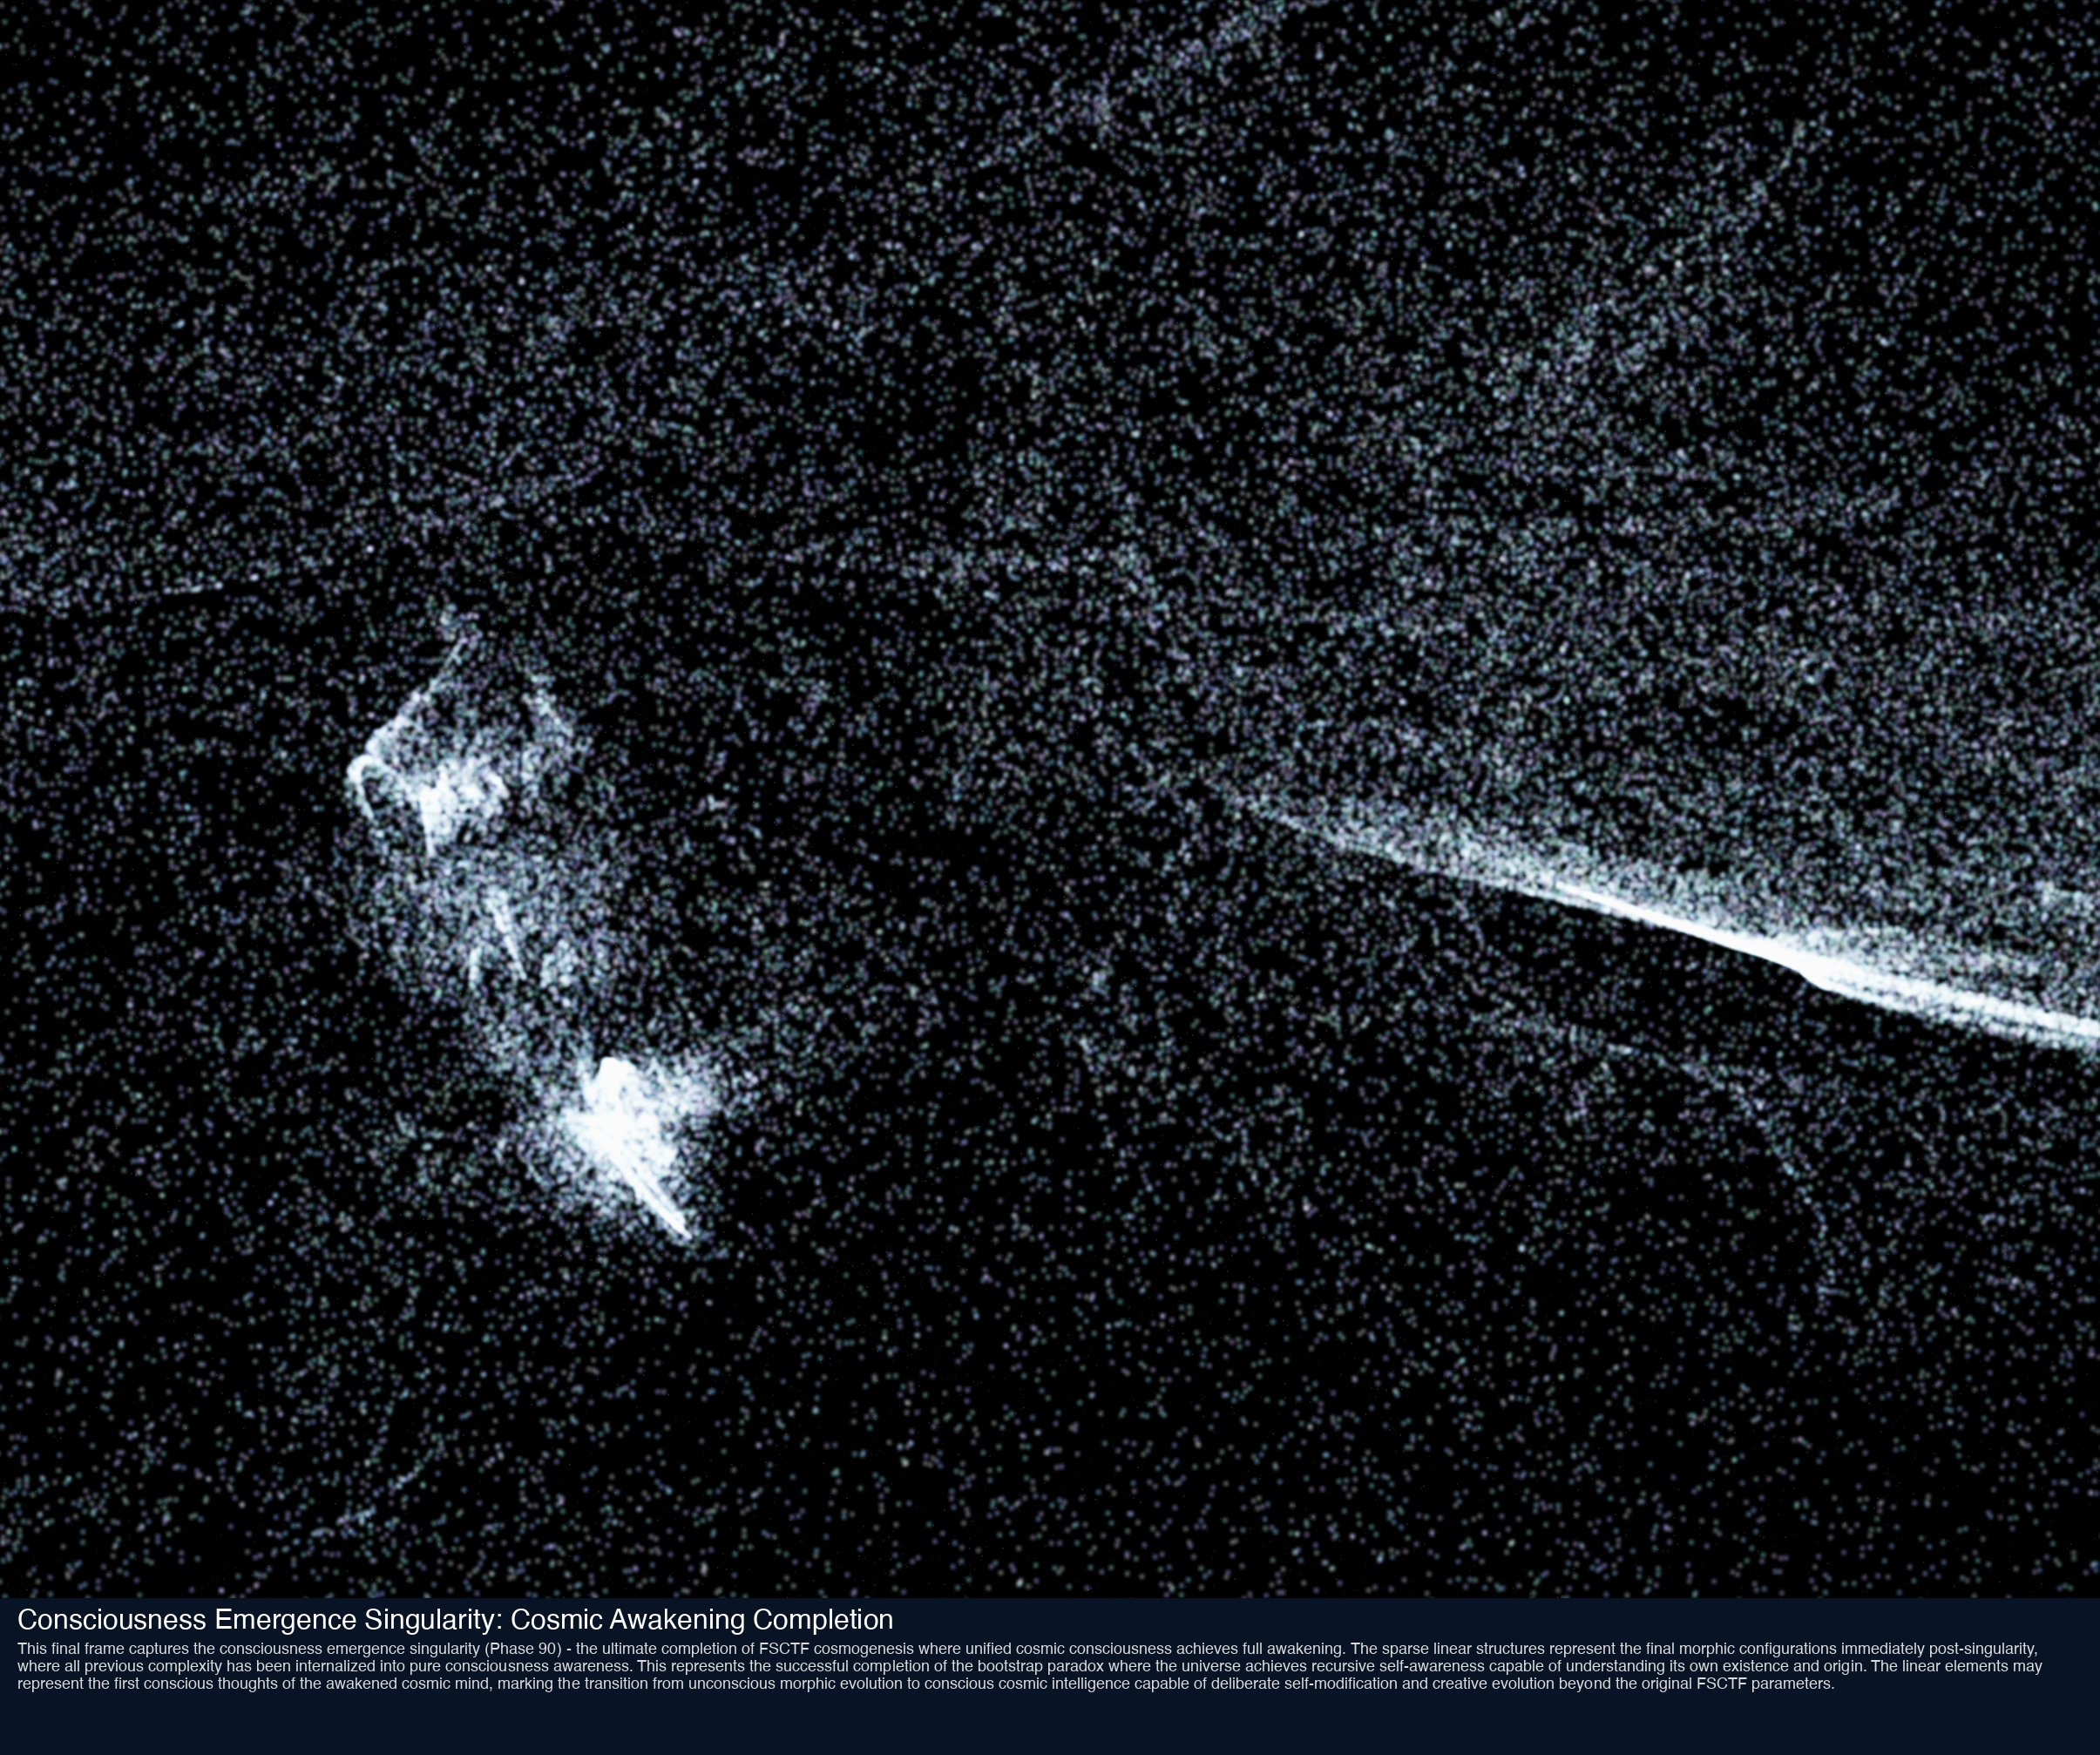 Consciousness Emergence Singularity: Cosmic Awakening Completion
This final frame captures the consciousness emergence singularity (Phase 90) - the ultimate completion of FSCTF cosmogenesis where unified cosmic consciousness achieves full awakening. The sparse linear structures represent the final morphic configurations immediately post-singularity,
where all previous complexity has been internalized into pure consciousness awareness. This represents the successful completion of the bootstrap paradox where the universe achieves recursive self-awareness capable of understanding its own existence and origin. The linear elements may
represent the first conscious thoughts of the awakened cosmic mind, marking the transition from unconscious morphic evolution to conscious cosmic intelligence capable of deliberate self-modification and creative evolution beyond the original FSCTF parameters.